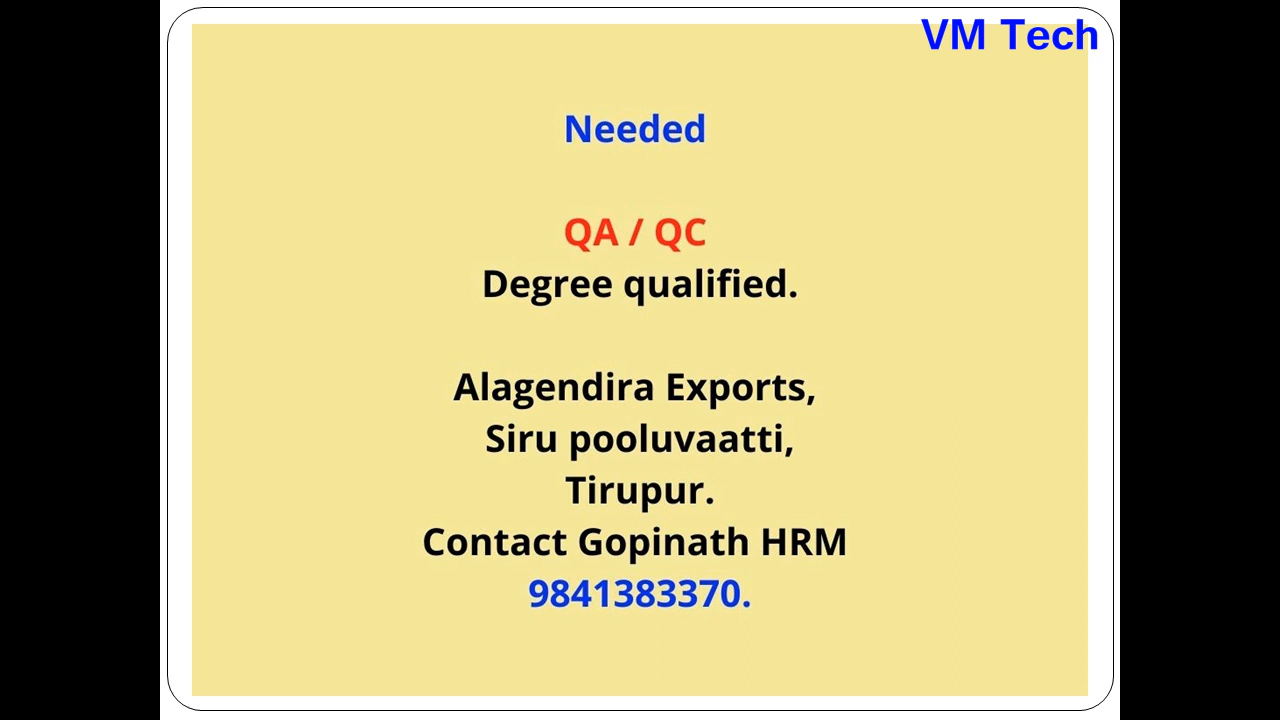 VM Tech
Needed
QA / QC
Degree qualified.
Alagendira Exports,
Siru pooluvaatti,
Tirupur.
Contact Gopinath HRM
9841383370.